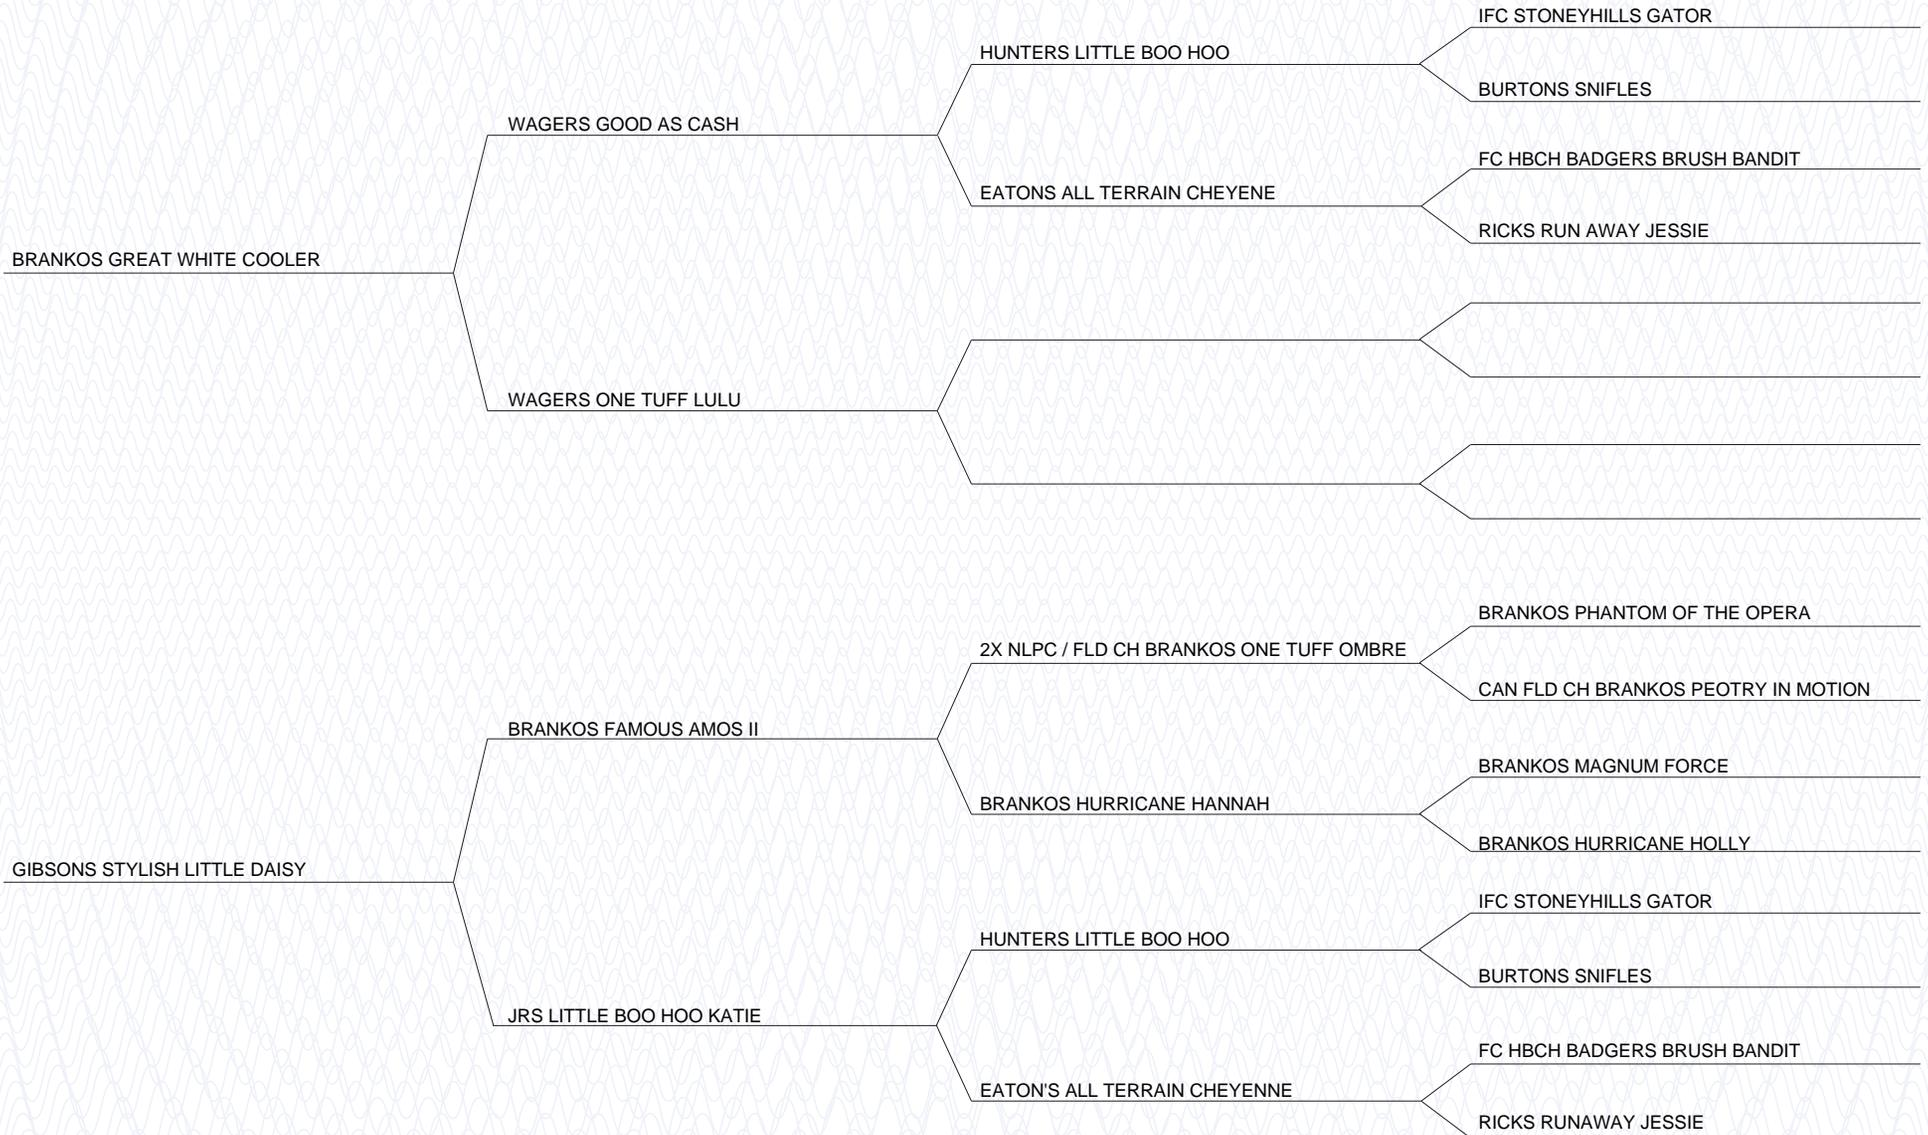 IFC STONEYHILLS GATOR
HUNTERS LITTLE BOO HOO
BURTONS SNIFLES
WAGERS GOOD AS CASH
FC HBCH BADGERS BRUSH BANDIT
EATONS ALL TERRAIN CHEYENE
RICKS RUN AWAY JESSIE
BRANKOS GREAT WHITE COOLER
WAGERS ONE TUFF LULU
BRANKOS PHANTOM OF THE OPERA
2X NLPC / FLD CH BRANKOS ONE TUFF OMBRE
CAN FLD CH BRANKOS PEOTRY IN MOTION
BRANKOS FAMOUS AMOS II
BRANKOS MAGNUM FORCE
BRANKOS HURRICANE HANNAH
BRANKOS HURRICANE HOLLY
GIBSONS STYLISH LITTLE DAISY
IFC STONEYHILLS GATOR
HUNTERS LITTLE BOO HOO
BURTONS SNIFLES
JRS LITTLE BOO HOO KATIE
FC HBCH BADGERS BRUSH BANDIT
EATON'S ALL TERRAIN CHEYENNE
RICKS RUNAWAY JESSIE